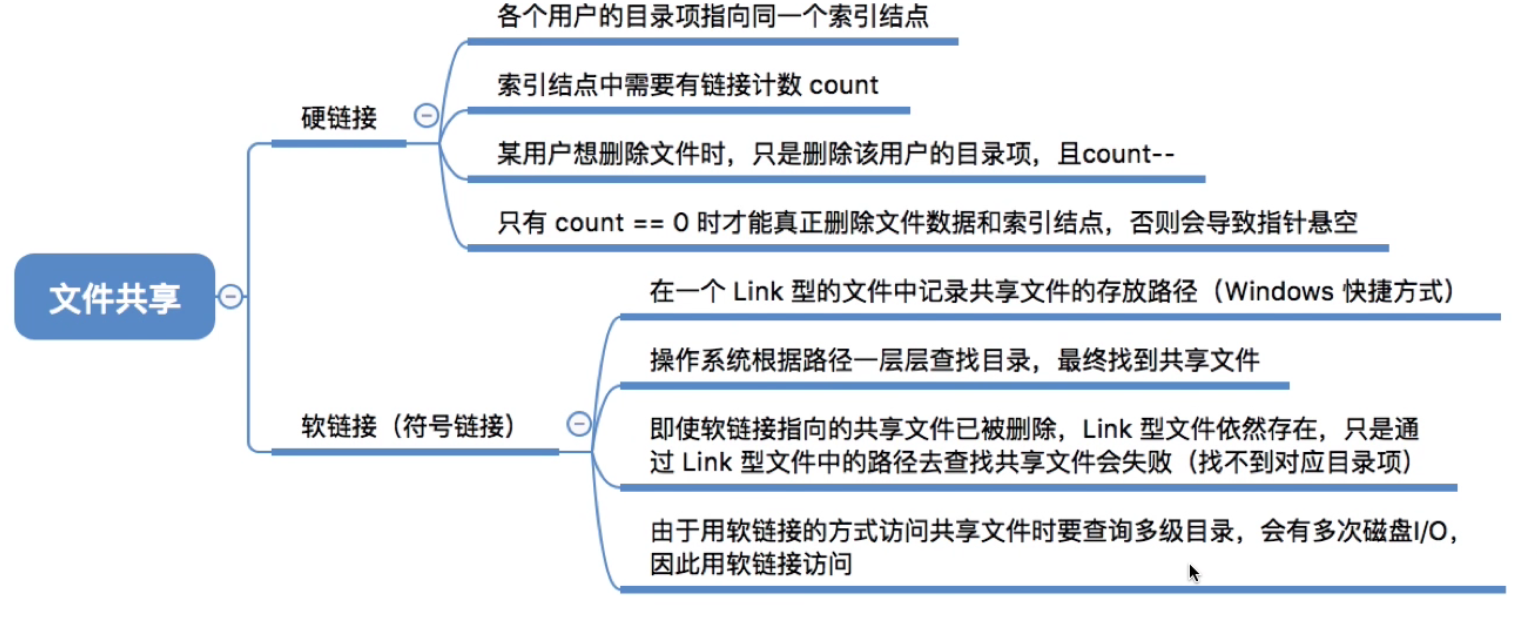 各个用户的目录项指向同一个索引结点
索引结点中需要有链接计数 count
硬链接
某用户想删除文件时，只是删除该用户的目录项，且count--
只有 count == 0 时才能真正删除文件数据和索引结点，否则会导致指针悬空
文件共享
在一个 Link 型的文件中记录共享文件的存放路径（Windows 快捷方式）
操作系统根据路径一层层查找目录，最终找到共享文件
软链接（符号链接）
即使软链接指向的共享文件已被删除，Link 型文件依然存在，只是通
过 Link 型文件中的路径去查找共享文件会失败（找不到对应目录项）
由于用软链接的方式访问共享文件时要查询多级目录，会有多次磁盘I/O，
因此用软链接访问